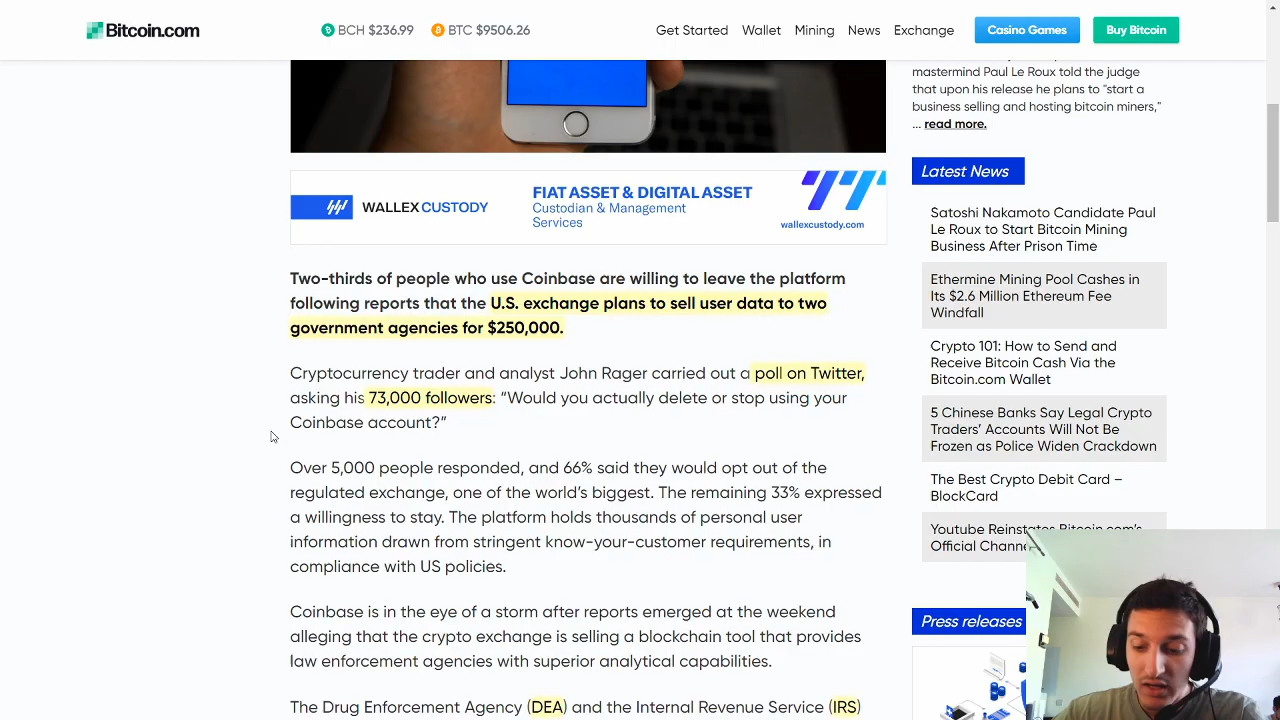 Bitcoin.com
BCH $236.99
BTC $9506.26
Get Started
Wallet
Mining
News
Exchange
Casino Games
Buy Bitcoin
mastermind Paul Le Roux told the judge
that upon his release he plans to "start a
business selling and hosting bitcoin miners,"
... read more.
WALLEX CUSTODY
FIAT ASSET & DIGITAL ASSET
Custodian & Management
Services
wallexcustody.com
Two-thirds of people who use Coinbase are willing to leave the platform
following reports that the U.S. exchange plans to sell user data to two
government agencies for $250,000.
Cryptocurrency trader and analyst John Rager carried out a poll on Twitter,
asking his 73,000 followers: “Would you actually delete or stop using your
Coinbase account?”
Over 5,000 people responded, and 66% said they would opt out of the
regulated exchange, one of the world’s biggest. The remaining 33% expressed
a willingness to stay. The platform holds thousands of personal user
information drawn from stringent know-your-customer requirements, in
compliance with US policies.
Coinbase is in the eye of a storm after reports emerged at the weekend
alleging that the crypto exchange is selling a blockchain tool that provides
law enforcement agencies with superior analytical capabilities.
The Drug Enforcement Agency (DEA) and the Internal Revenue Service (IRS)
Latest News
Satoshi Nakamoto Candidate Paul
Le Roux to Start Bitcoin Mining
Business After Prison Time
Ethermine Mining Pool Cashes in
Its $2.6 Million Ethereum Fee
Windfall
Crypto 101: How to Send and
Receive Bitcoin Cash Via the
Bitcoin.com Wallet
5 Chinese Banks Say Legal Crypto
Traders’ Accounts Will Not Be
Frozen as Police Widen Crackdown
The Best Crypto Debit Card –
BlockCard
Youtube Reinstates Bitcoin.com’s
Official
Press releases